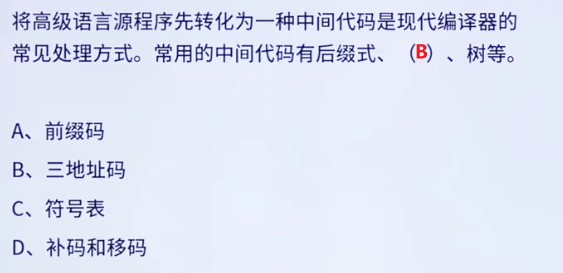 将高级语言源程序先转化为一种中间代码是现代编译器的
常见处理方式。常用的中间代码有后缀式、（B）、树等。
A、前缀码
B、三地址码
C、符号表
D、补码和移码